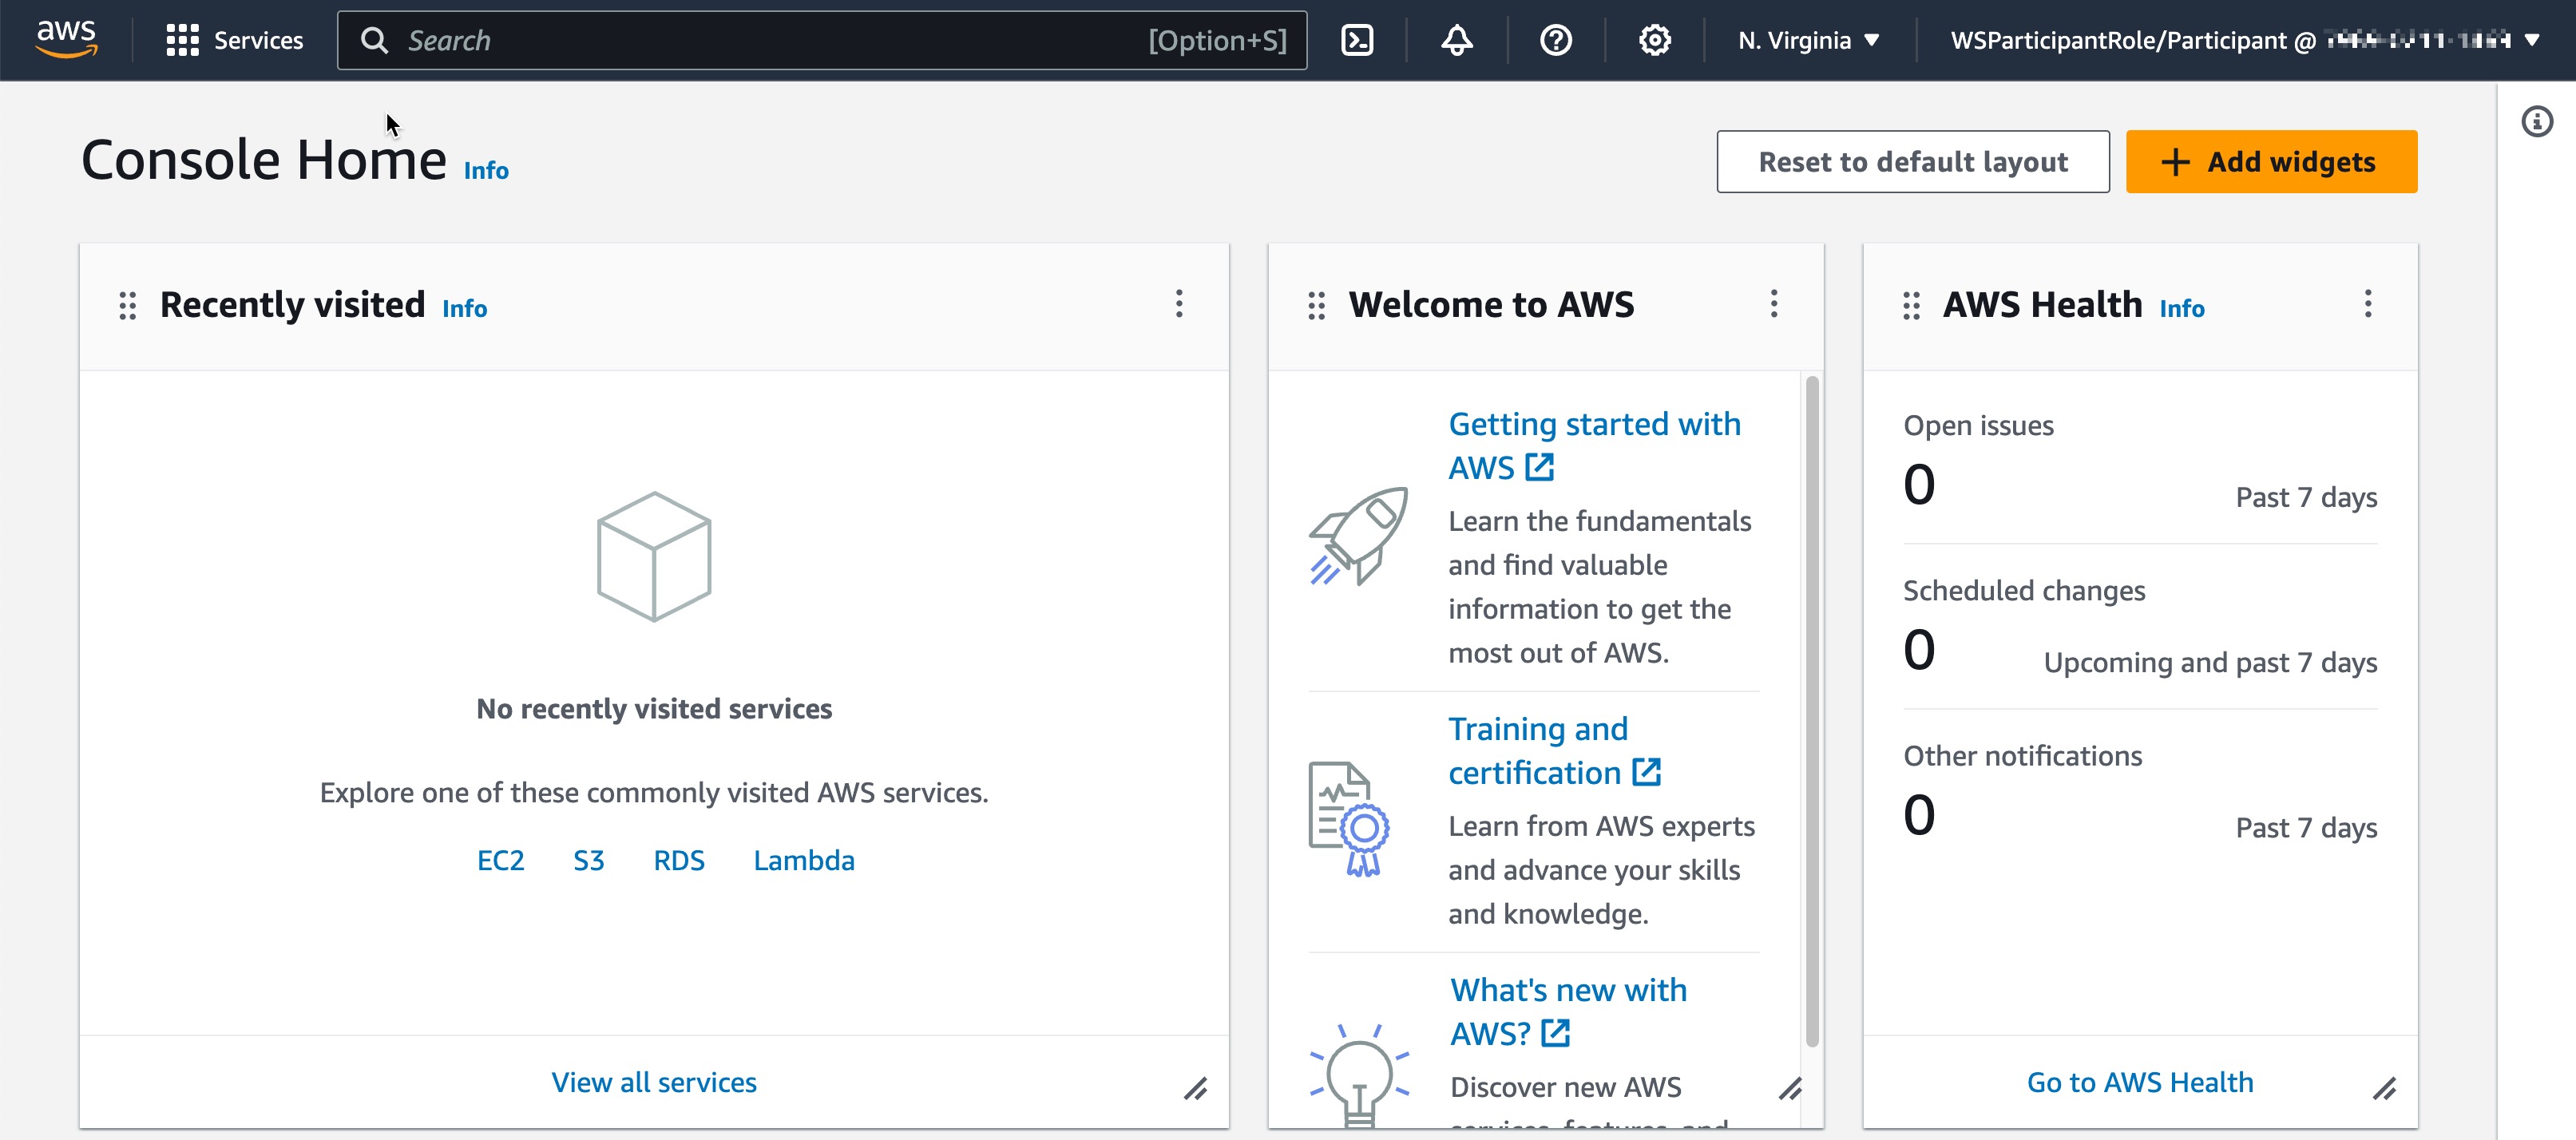 aws Services Search [Option+S] N. Virginia WSParticipantRole/Participant @
Console Home Info
Reset to default layout
Add widgets
Recently visited Info
No recently visited services
Explore one of these commonly visited AWS services.
EC2 S3 RDS Lambda
View all services
Welcome to AWS
Getting started with
AWS
Learn the fundamentals
and find valuable
information to get the
most out of AWS.
Training and
certification
Learn from AWS experts
and advance your skills
and knowledge.
What's new with
AWS?
Discover new AWS
services, features, and
AWS Health Info
Open issues
0 Past 7 days
Scheduled changes
0 Upcoming and past 7 days
Other notifications
0 Past 7 days
Go to AWS Health